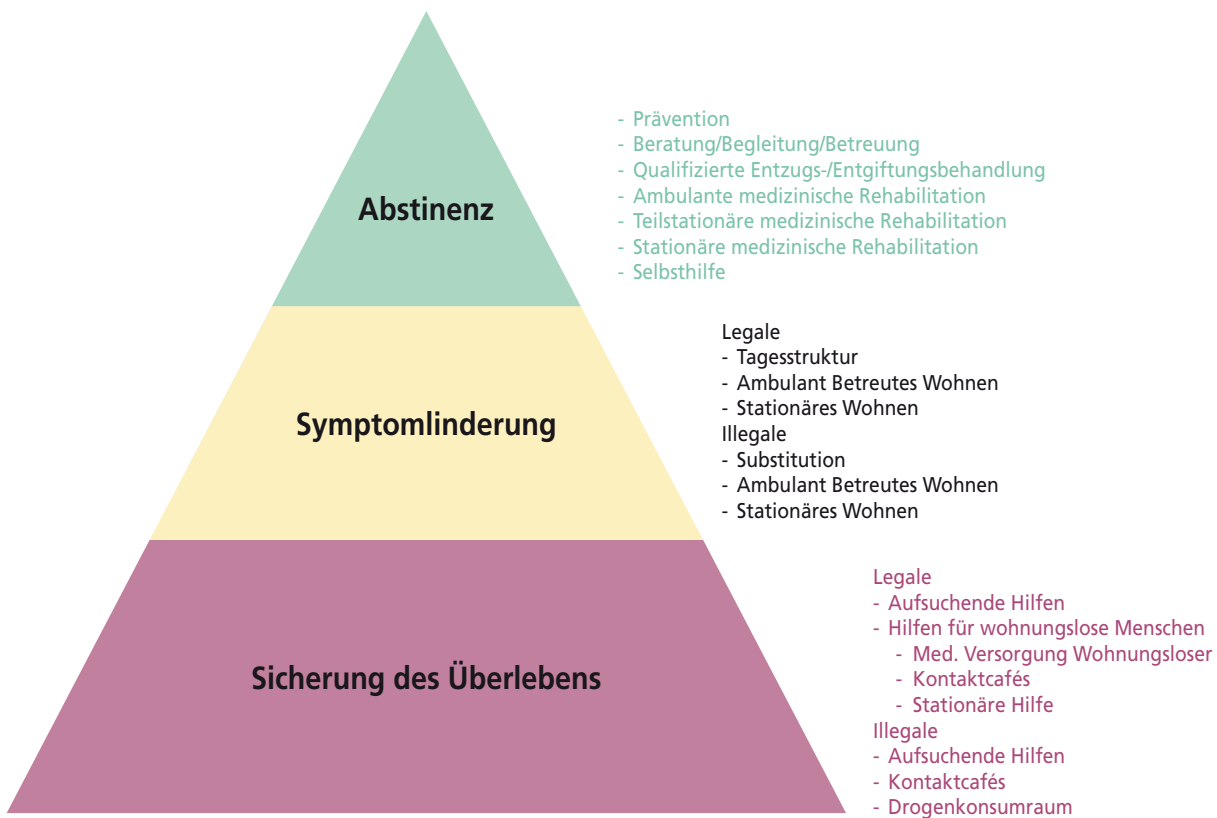 - Prävention
- Beratung/Begleitung/Betreuung
- Qualifizierte Entzugs-/Entgiftungsbehandlung
- Ambulante medizinische Rehabilitation
- Teilstationäre medizinische Rehabilitation
- Stationäre medizinische Rehabilitation
- Selbsthilfe
Abstinenz
Legale
- Tagesstruktur
- Ambulant Betreutes Wohnen
- Stationäres Wohnen
Illegale
- Substitution
- Ambulant Betreutes Wohnen
- Stationäres Wohnen
Symptomlinderung
Legale
- Aufsuchende Hilfen
- Hilfen für wohnungslose Menschen
- Med. Versorgung Wohnungsloser
- Kontaktcafés
- Stationäre Hilfe
Illegale
- Aufsuchende Hilfen
- Kontaktcafés
- Drogenkonsumraum
Sicherung des Überlebens